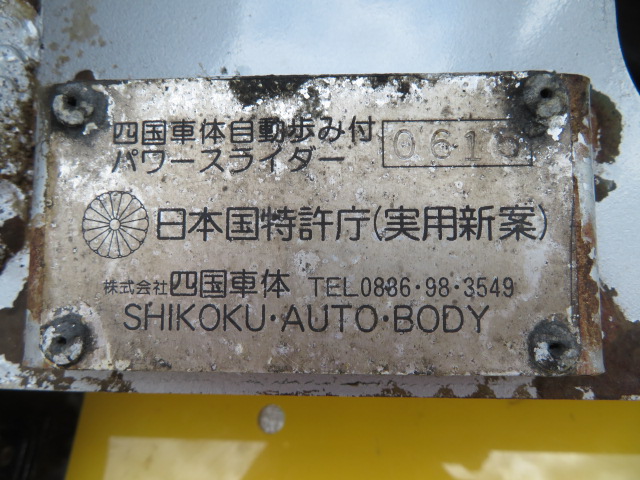 四国車体自動歩み付
パワースライダー 0615
日本国特許庁(実用新案)
株式会社 四国車体 TEL0886・98・3549
SHIKOKU・AUTO・BODY